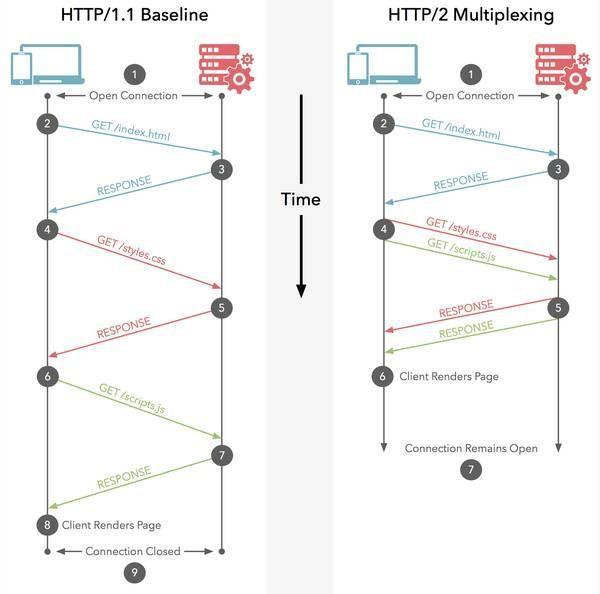 HTTP/1.1 Baseline
1
Open Connection
2
GET /index.html
3
RESPONSE
4
GET /styles.css
5
RESPONSE
6
GET /scripts.js
7
RESPONSE
8
Client Renders Page
Connection Closed
9
Time
HTTP/2 Multiplexing
1
Open Connection
2
GET /index.html
3
RESPONSE
4
GET /styles.css
GET /scripts.js
5
RESPONSE
RESPONSE
6
Client Renders Page
Connection Remains Open
7